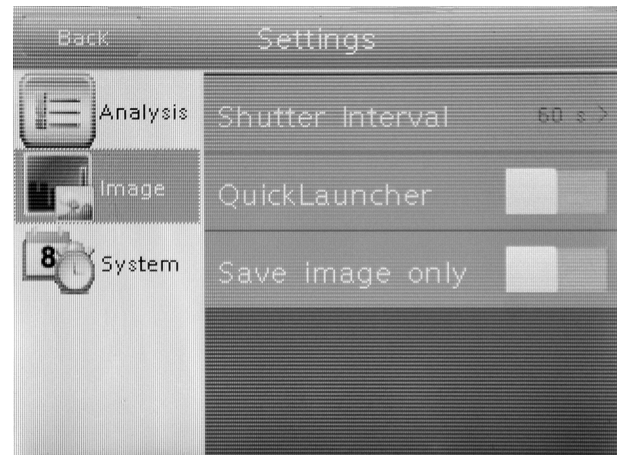 Back
Settings
Analysis
Shutter Interval
60 s >
Image
QuickLauncher
8
System
Save image only